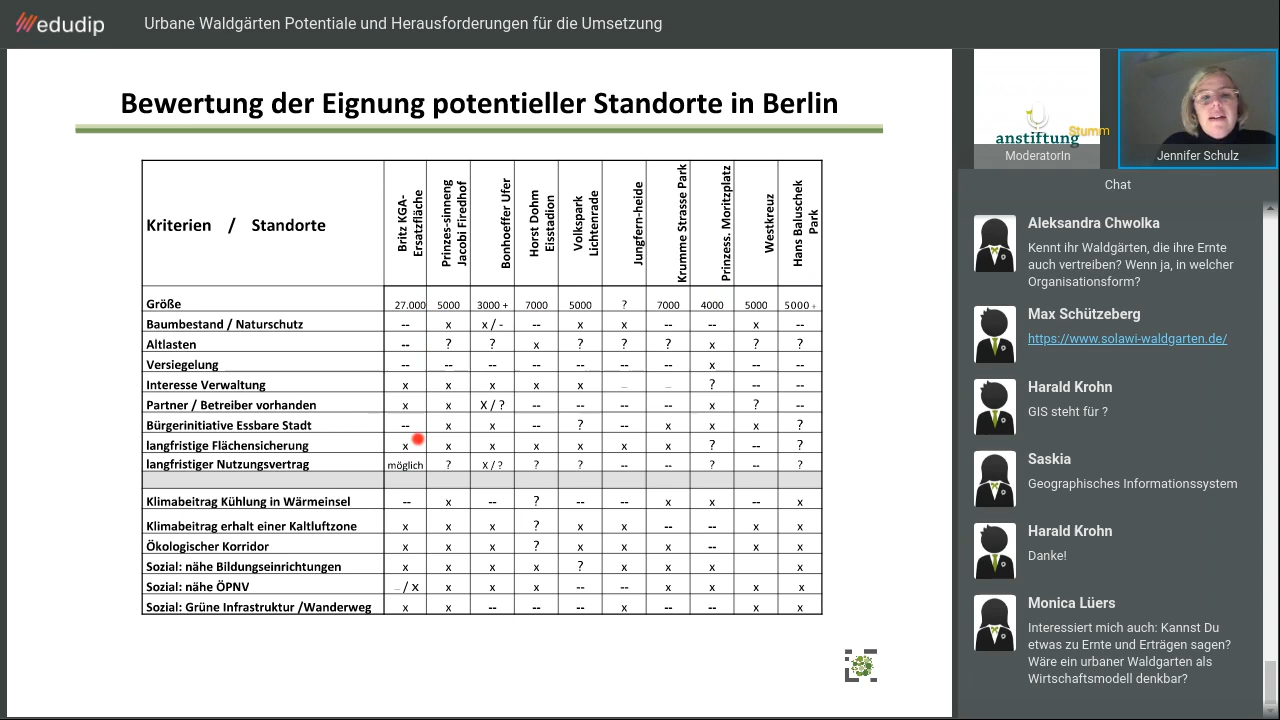 edudip
Urbane Waldgärten Potentiale und Herausforderungen für die Umsetzung
Bewertung der Eignung potentieller Standorte in Berlin
Kriterien / Standorte
Britz KGA-
Ersatzfläche
Prinzes-sinneng
Jacobi Firedhof
Bonhoeffer Ufer
Horst Dohm
Eisstadion
Volkspark
Lichtenrade
Jungfern-heide
Krumme Strasse Park
Prinzess. Moritzplatz
Westkreuz
Hans Baluschek
Park
Größe 27.000 5000 3000 + 7000 5000 ? 7000 4000 5000 5000 +
Baumbestand / Naturschutz -- x x / - -- x x -- -- x --
Altlasten -- ? ? x ? ? ? x ? ?
Versiegelung -- -- -- -- -- -- -- x -- --
Interesse Verwaltung x x x x x -- -- ? -- --
Partner / Betreiber vorhanden x x X / ? -- -- -- -- x ? --
Bürgerinitiative Essbare Stadt -- x x -- ? -- x x x ?
langfristige Flächensicherung x x x x x x x ? -- ?
langfristiger Nutzungsvertrag möglich ? X / ? ? ? -- -- ? -- ?
Klimabeitrag Kühlung in Wärmeinsel -- x -- ? -- -- x x -- x
Klimabeitrag erhalt einer Kaltluftzone x x x ? x x -- -- x x
Ökologischer Korridor x x x ? x x x -- x x
Sozial: nähe Bildungseinrichtungen x x x x ? x x x x
Sozial: nähe ÖPNV -- / X x x x -- -- x x x x
Sozial: Grüne Infrastruktur /Wanderweg x x -- -- -- x -- -- x x
anstiftung
Stumm
ModeratorIn
Jennifer Schulz
Chat
Aleksandra Chwolka
Kennt ihr Waldgärten, die ihre Ernte
auch vertreiben? Wenn ja, in welcher
Organisationsform?
Max Schützeberg
https://www.solawi-waldgarten.de/
Harald Krohn
GIS steht für ?
Saskia
Geographisches Informationssystem
Harald Krohn
Danke!
Monica Lüers
Interessiert mich auch: Kannst Du
etwas zu Ernte und Erträgen sagen?
Wäre ein urbaner Waldgarten als
Wirtschaftsmodell denkbar?